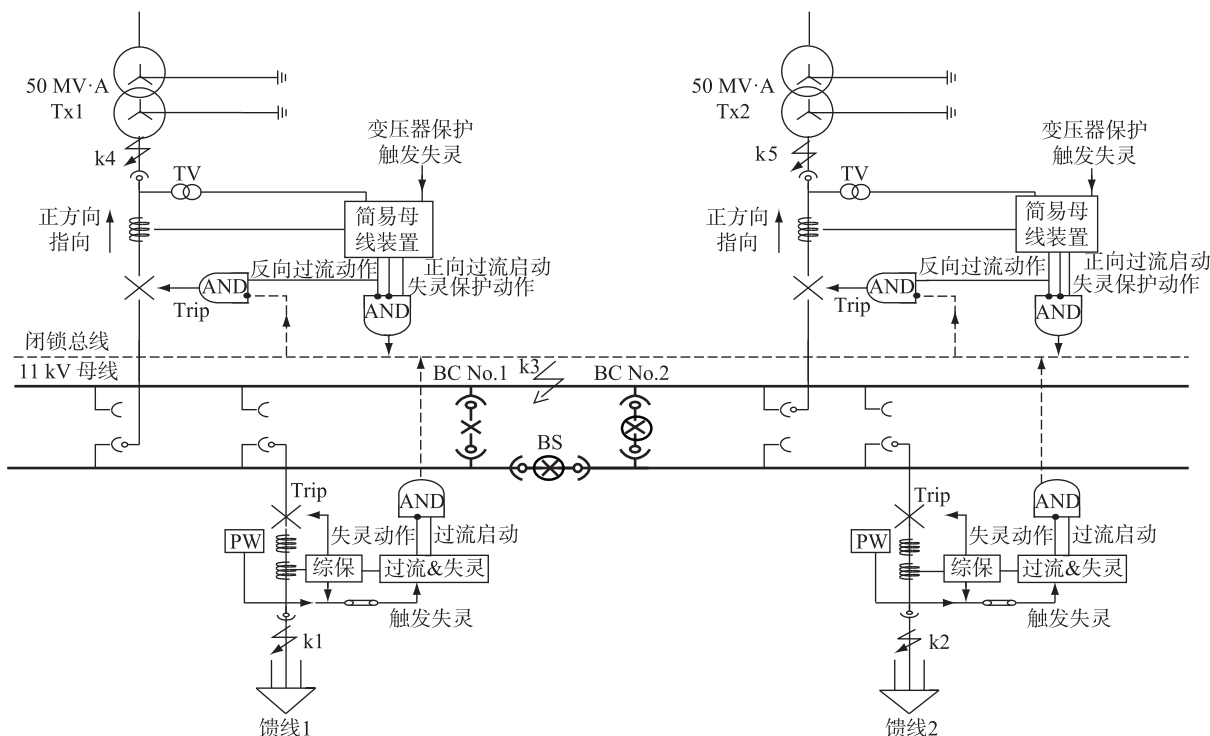 50 MV·A
Tx1
k4
TV
变压器保护
触发失灵
正方向
指向
简易母
线装置
反向过流动作
正向过流启动
失灵保护动作
AND
Trip
AND
50 MV·A
Tx2
k5
TV
变压器保护
触发失灵
正方向
指向
简易母
线装置
反向过流动作
正向过流启动
失灵保护动作
AND
Trip
AND
闭锁总线
11 kV 母线
BC No.1
k3
BC No.2
BS
Trip
AND
PW
失灵动作
过流启动
综保
过流&失灵
触发失灵
k1
馈线1
Trip
AND
PW
失灵动作
过流启动
综保
过流&失灵
触发失灵
k2
馈线2